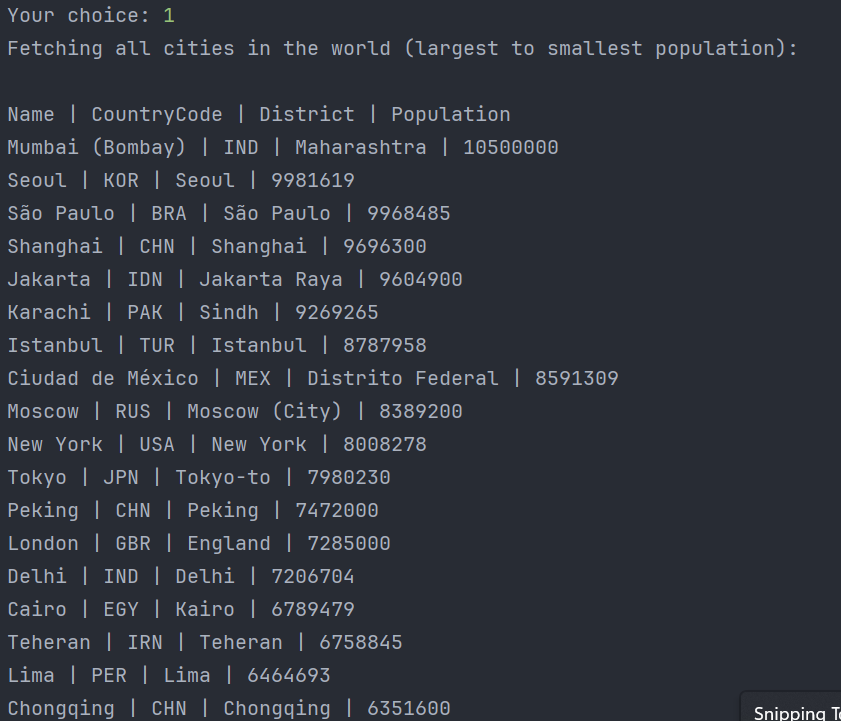 Your choice: 1
Fetching all cities in the world (largest to smallest population):
Name | CountryCode | District | Population
Mumbai (Bombay) | IND | Maharashtra | 10500000
Seoul | KOR | Seoul | 9981619
São Paulo | BRA | São Paulo | 9968485
Shanghai | CHN | Shanghai | 9696300
Jakarta | IDN | Jakarta Raya | 9604900
Karachi | PAK | Sindh | 9269265
Istanbul | TUR | Istanbul | 8787958
Ciudad de México | MEX | Distrito Federal | 8591309
Moscow | RUS | Moscow (City) | 8389200
New York | USA | New York | 8008278
Tokyo | JPN | Tokyo-to | 7980230
Peking | CHN | Peking | 7472000
London | GBR | England | 7285000
Delhi | IND | Delhi | 7206704
Cairo | EGY | Kairo | 6789479
Teheran | IRN | Teheran | 6758845
Lima | PER | Lima | 6464693
Chongqing | CHN | Chongqing | 6351600
Snipping